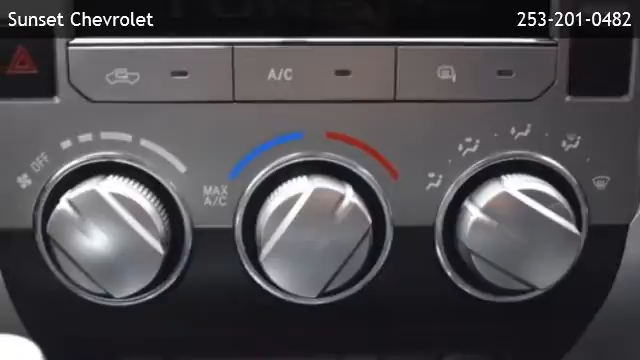 Sunset Chevrolet
253-201-0482
A/C
OFF
MAX
A/C